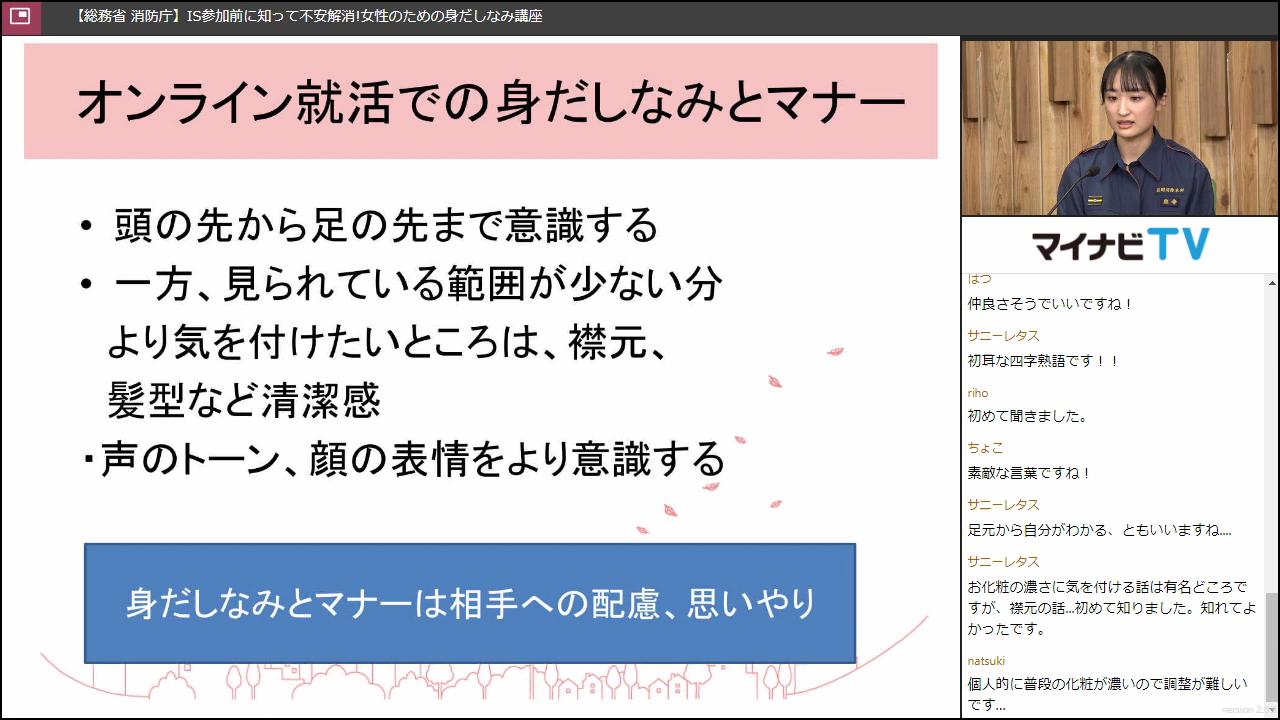 【総務省 消防庁】IS参加前に知って不安解消!女性のための身だしなみ講座
オンライン就活での身だしなみとマナー
• 頭の先から足の先まで意識する
• 一方、見られている範囲が少ない分
より気を付けたいところは、襟元、
髪型など清潔感
・声のトーン、顔の表情をより意識する
身だしなみとマナーは相手への配慮、思いやり
マイナビTV
はつ
仲良さそうでいいですね！
サニーレタス
初耳な四字熟語です！！
riho
初めて聞きました。
ちょこ
素敵な言葉ですね！
サニーレタス
足元から自分がわかる、ともいいますね....
サニーレタス
お化粧の濃さに気を付ける話は有名どころで
すが、襟元の話...初めて知りました。知れてよ
かったです。
natsuki
個人的に普段の化粧が濃いので調整が難しい
です...